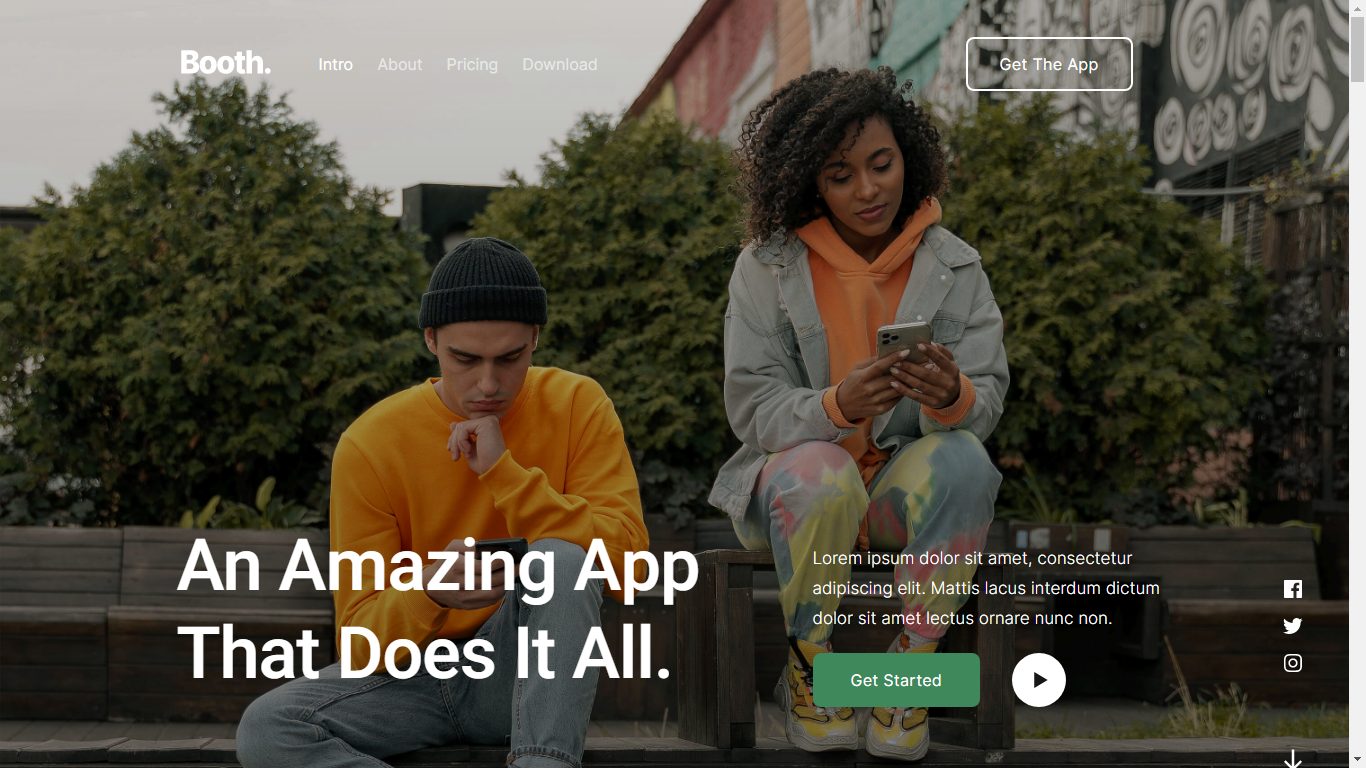 Booth.
Intro
About
Pricing
Download
Get The App
An Amazing App
That Does It All.
Lorem ipsum dolor sit amet, consectetur
adipiscing elit. Mattis lacus interdum dictum
dolor sit amet lectus ornare nunc non.
Get Started